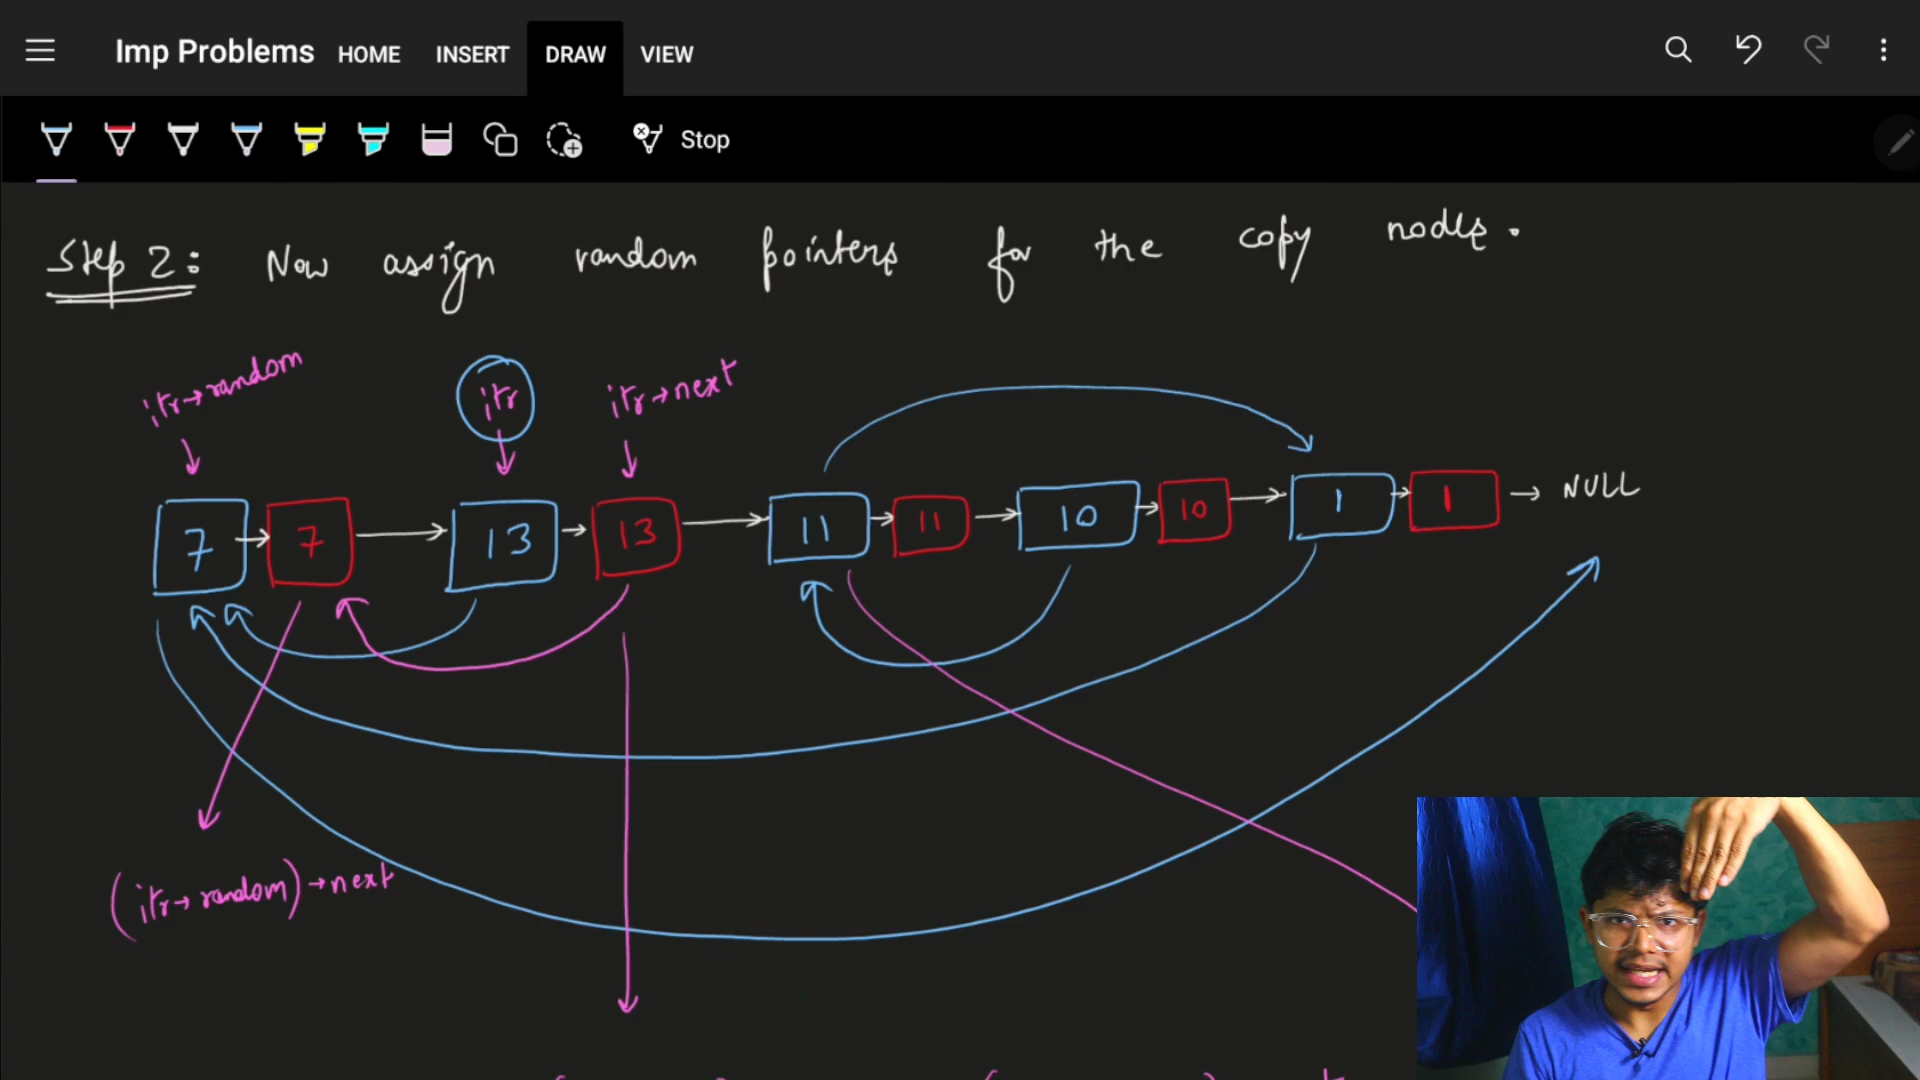 Imp Problems HOME INSERT DRAW VIEW
Stop
Step 2: Now assign random pointers for the copy nodes.
itr→random itr itr→next
7 → 7 → 13 → 13 → 11 → 11 → 10 → 10 → 1 → 1 → NULL
(itr→random)→next